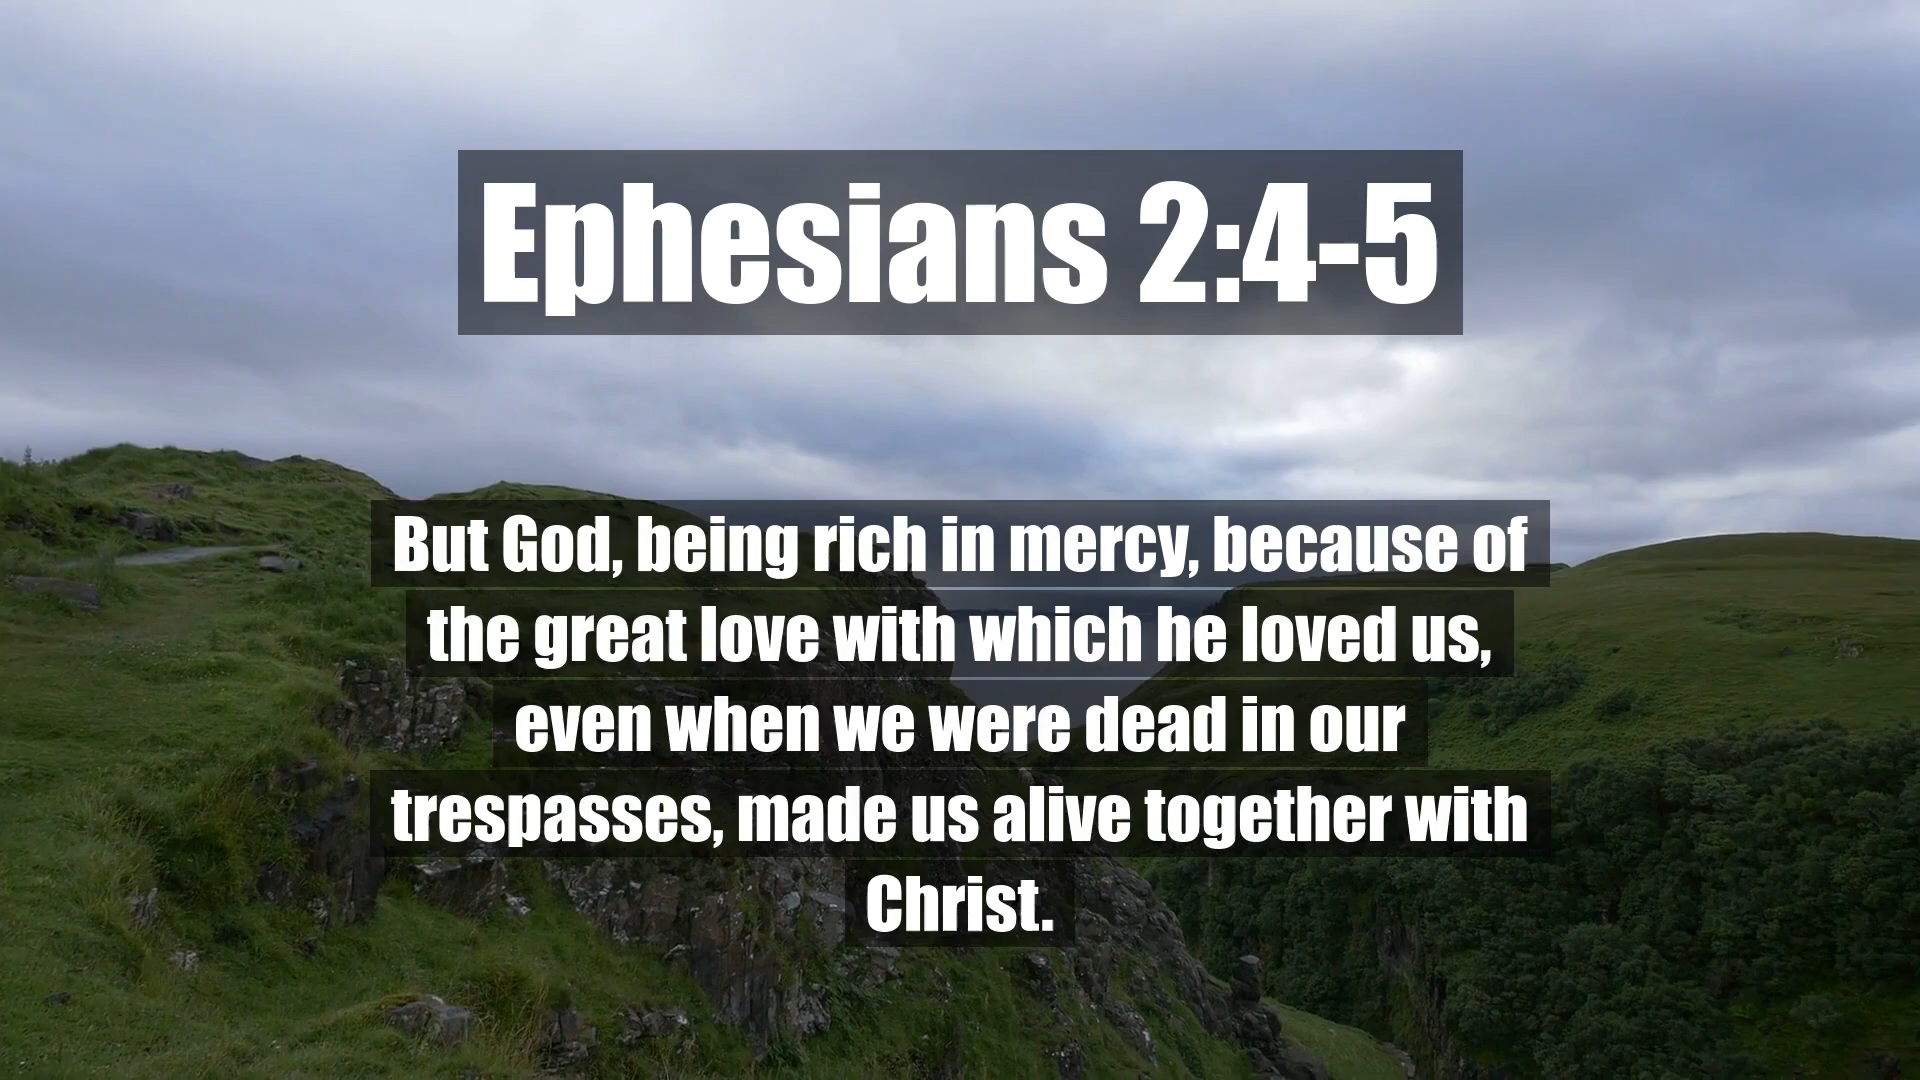 Ephesians 2:4-5
But God, being rich in mercy, because of
the great love with which he loved us,
even when we were dead in our
trespasses, made us alive together with
Christ.